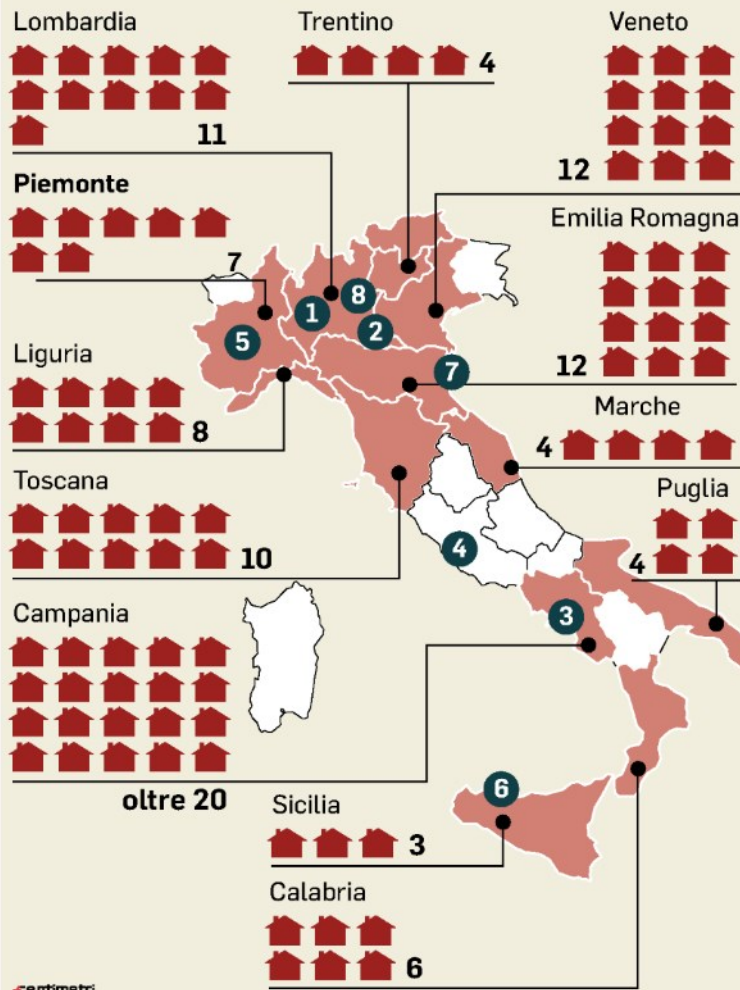 Lombardia
11
Trentino
4
Veneto
12
Piemonte
7
Emilia Romagna
12
Liguria
8
Marche
4
Toscana
10
Puglia
4
Campania
oltre 20
Sicilia
3
Calabria
6
1
8
2
5
7
4
3
6
centimetri